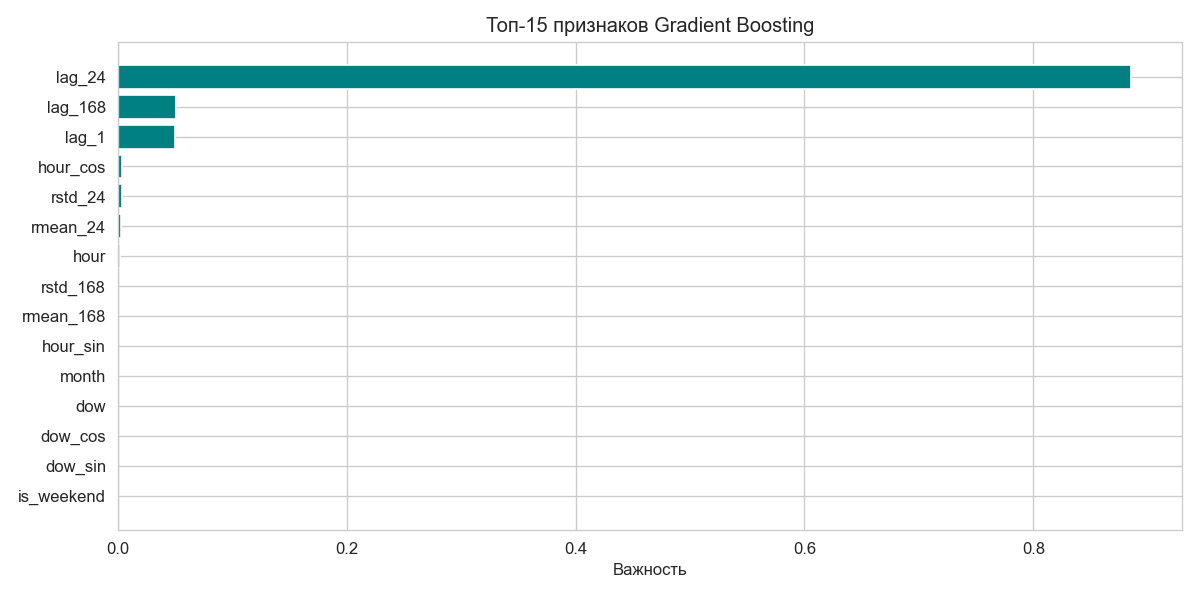 Топ-15 признаков Gradient Boosting
lag_24
lag_168
lag_1
hour_cos
rstd_24
rmean_24
hour
rstd_168
rmean_168
hour_sin
month
dow
dow_cos
dow_sin
is_weekend
0.0 0.2 0.4 0.6 0.8
Важность